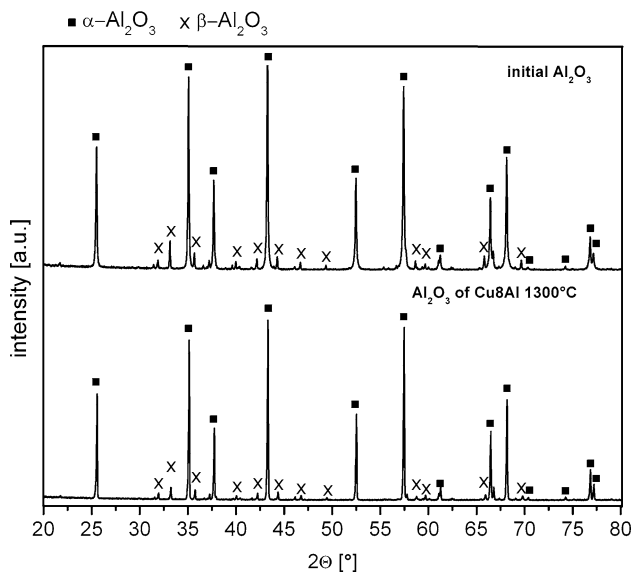 ■ α–Al₂O₃ x β–Al₂O₃
initial Al₂O₃
x x x x x x x x x x x x
Al₂O₃ of Cu8Al 1300°C
x x x x x x x x x x x x
intensity [a.u.]
20 25 30 35 40 45 50 55 60 65 70 75 80
2Θ [°]